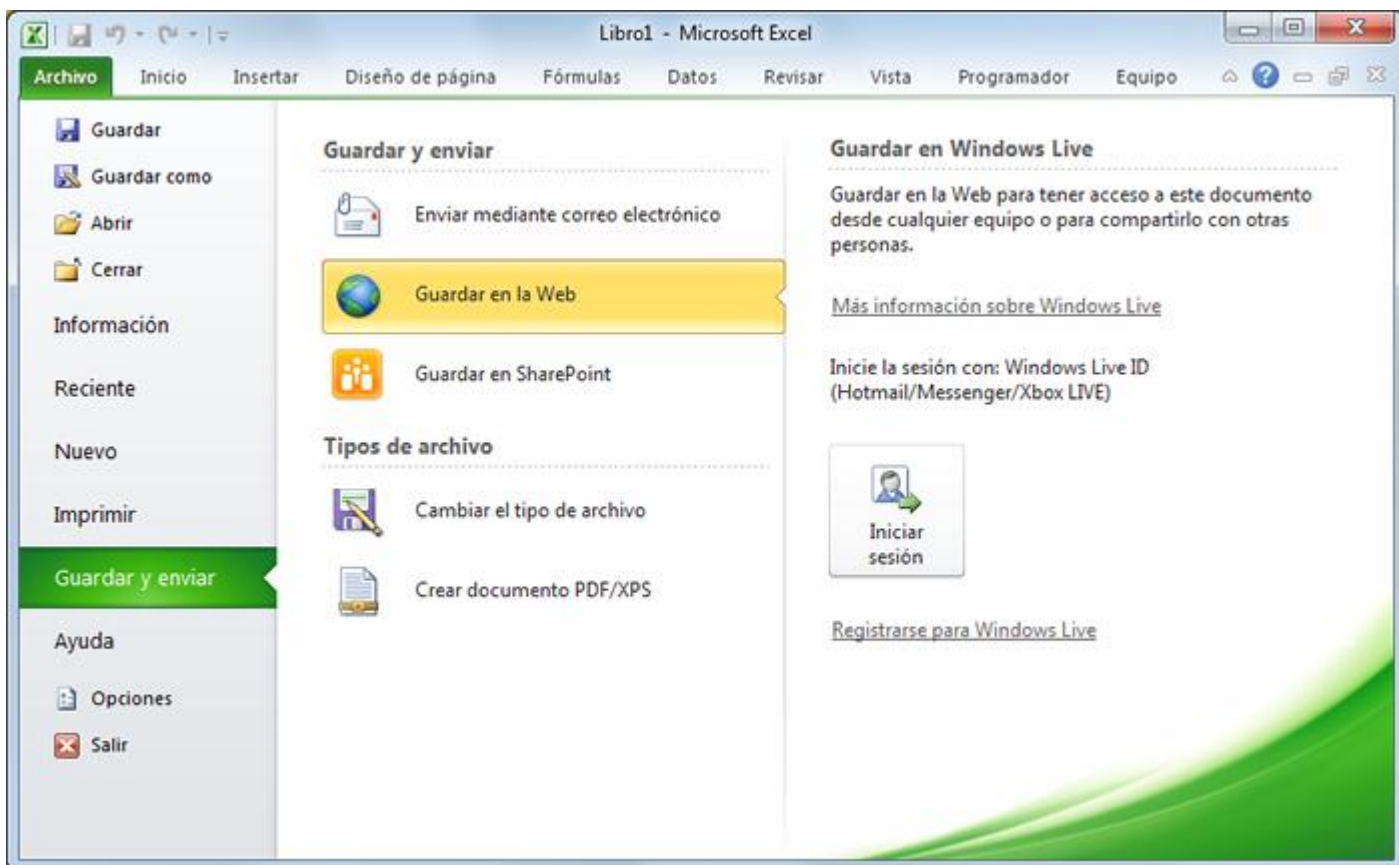 Libro1 - Microsoft Excel
Archivo Inicio Insertar Diseño de página Fórmulas Datos Revisar Vista Programador Equipo
Guardar
Guardar como
Abrir
Cerrar
Información
Reciente
Nuevo
Imprimir
Guardar y enviar
Ayuda
Opciones
Salir
Guardar y enviar
Enviar mediante correo electrónico
Guardar en la Web
Guardar en SharePoint
Tipos de archivo
Cambiar el tipo de archivo
Crear documento PDF/XPS
Guardar en Windows Live
Guardar en la Web para tener acceso a este documento
desde cualquier equipo o para compartirlo con otras
personas.
Más información sobre Windows Live
Inicie la sesión con: Windows Live ID
(Hotmail/Messenger/Xbox LIVE)
Iniciar
sesión
Registrarse para Windows Live